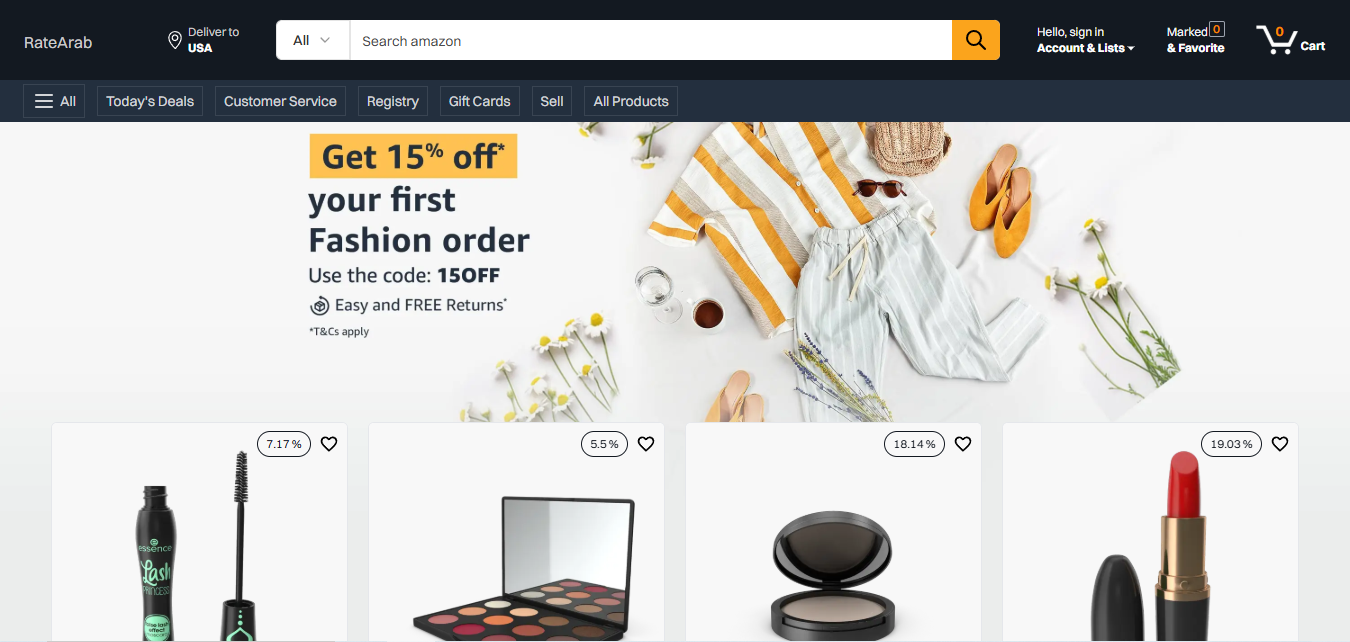 RateArab
Deliver to
USA
All
Search amazon
Hello, sign in
Account & Lists
Marked 0
& Favorite
0
Cart
All
Today's Deals
Customer Service
Registry
Gift Cards
Sell
All Products
Get 15% off*
your first
Fashion order
Use the code: 15OFF
Easy and FREE Returns*
*T&Cs apply
7.17 %
5.5 %
18.14 %
19.03 %
essence
Lash
PRINCESS
false lash
effect